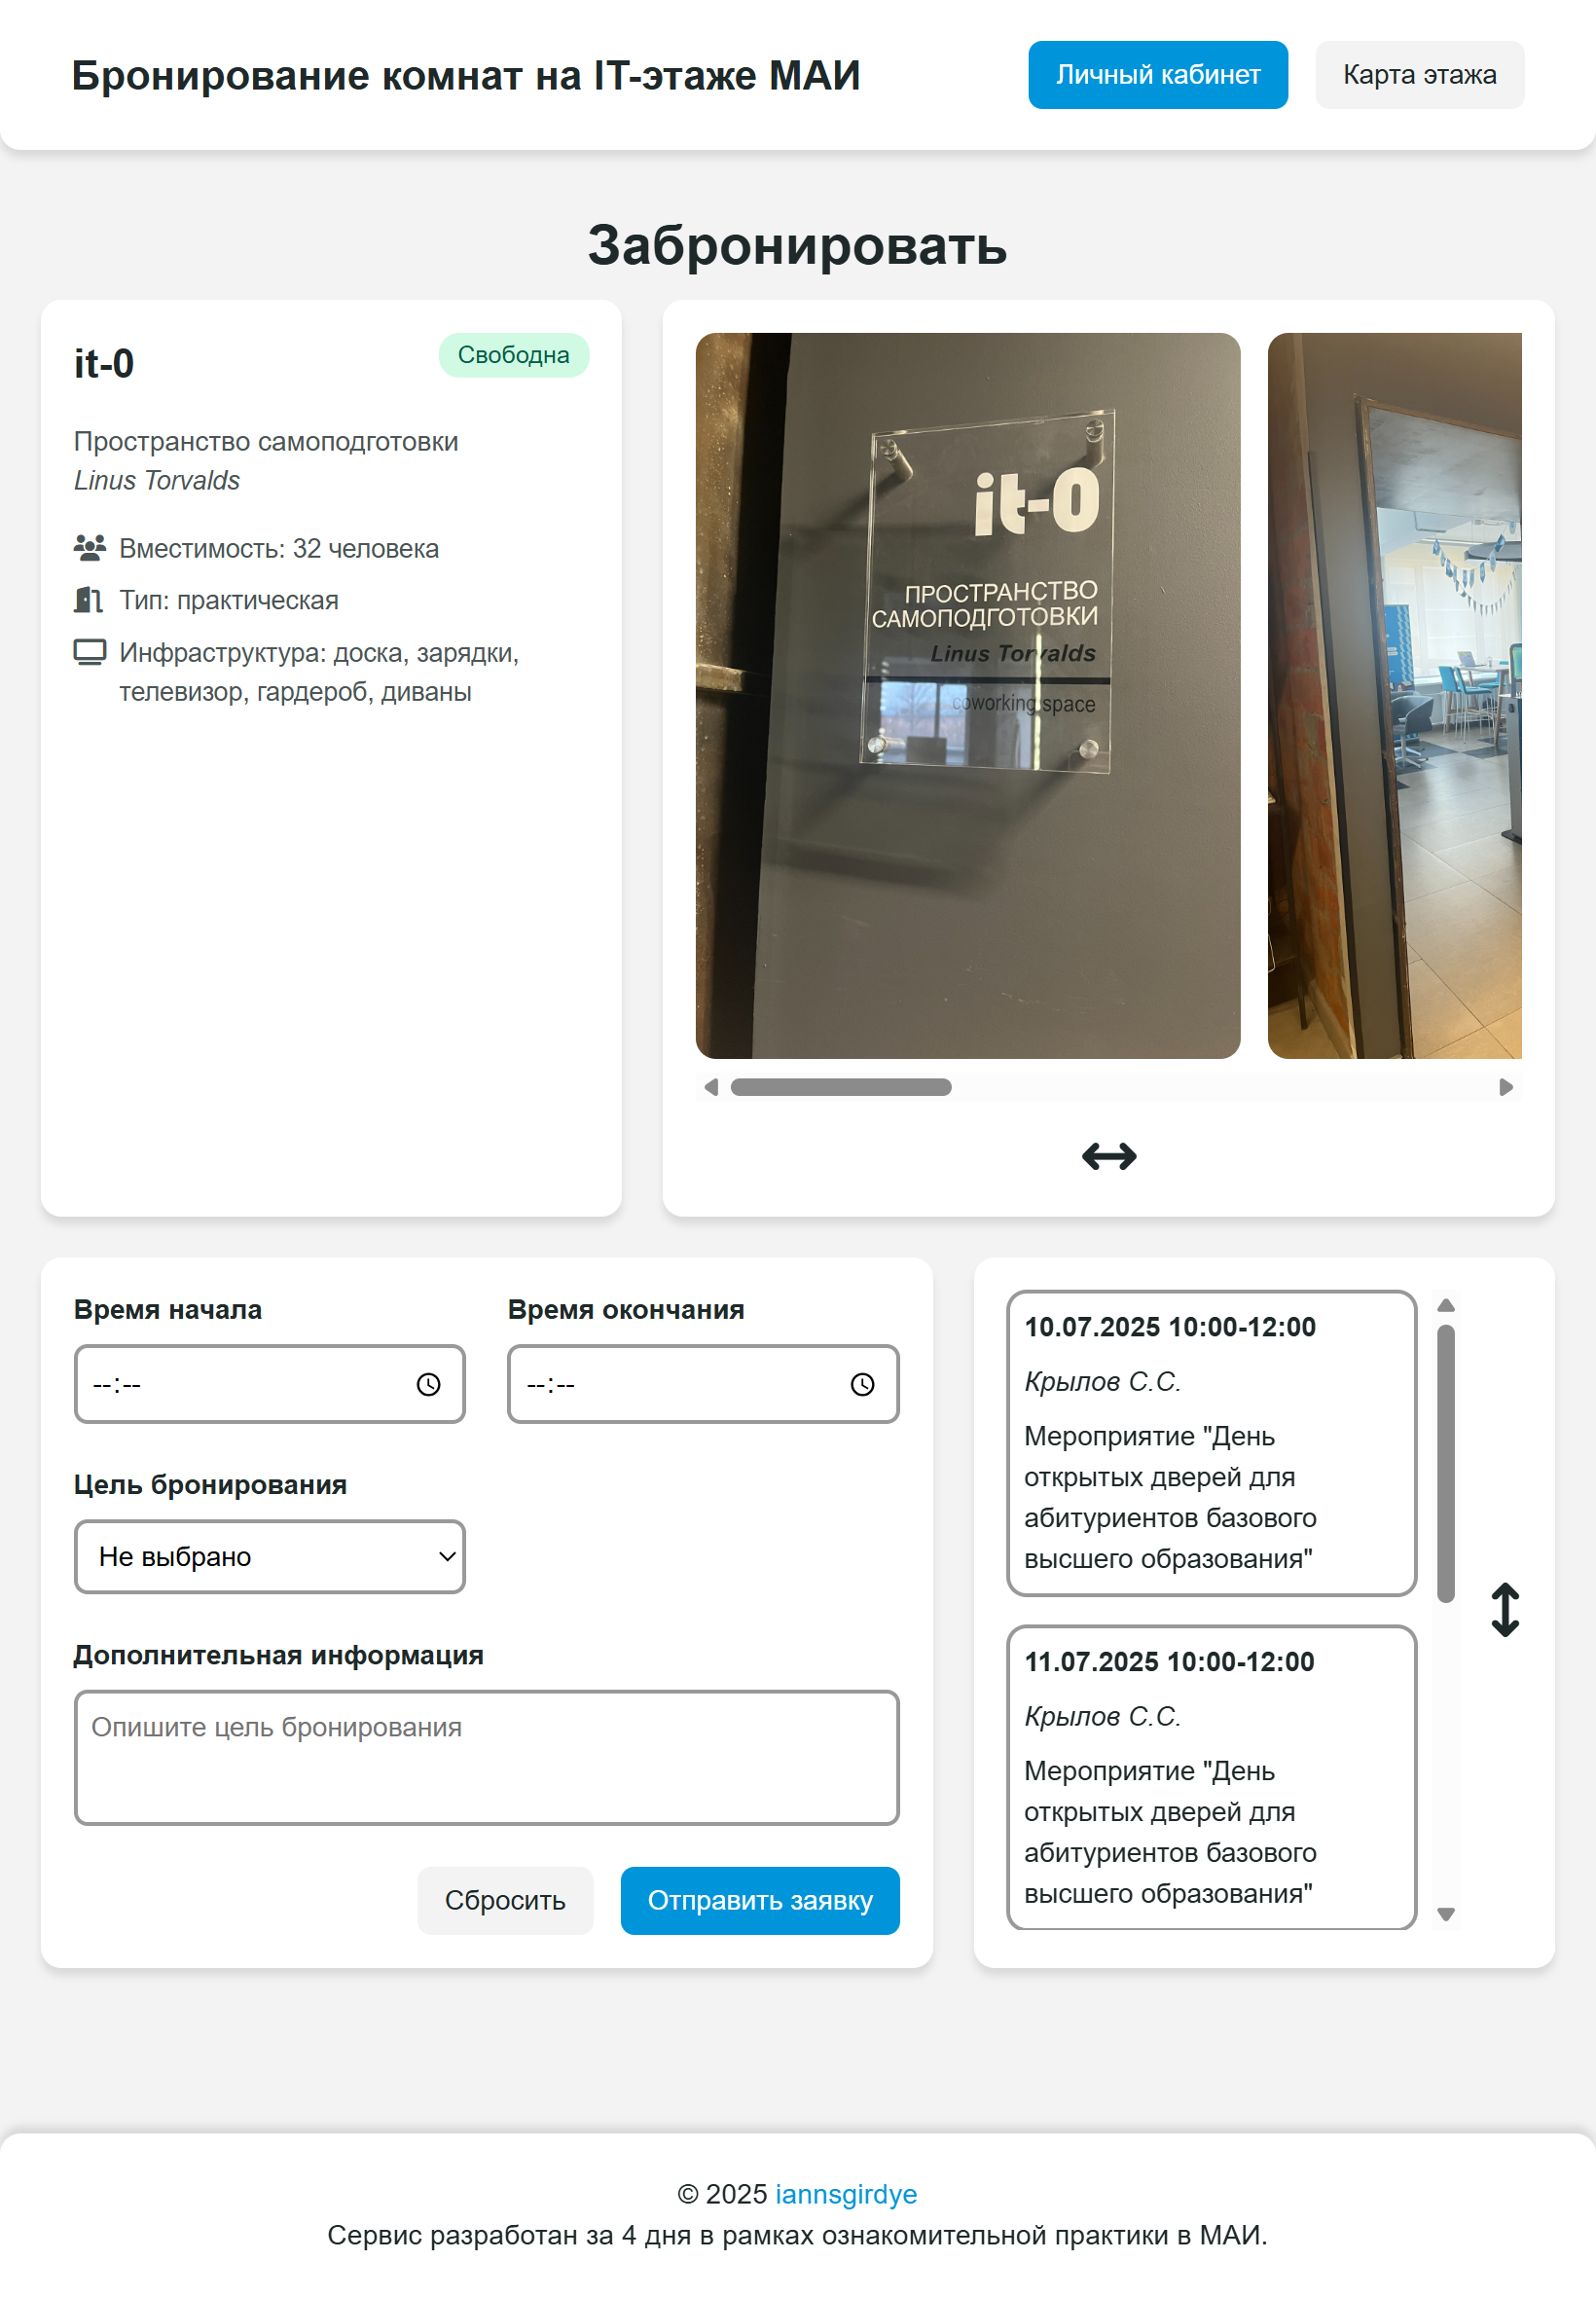 Бронирование комнат на IT-этаже МАИ
Личный кабинет
Карта этажа
Забронировать
it-0
Свободна
Пространство самоподготовки
Linus Torvalds
Вместимость: 32 человека
Тип: практическая
Инфраструктура: доска, зарядки,
телевизор, гардероб, диваны
it-0
ПРОСТРАНСТВО
САМОПОДГОТОВКИ
Linus Torvalds
coworking space
Время начала
Время окончания
--:--
--:--
Цель бронирования
Не выбрано
Дополнительная информация
Опишите цель бронирования
Сбросить
Отправить заявку
10.07.2025 10:00-12:00
Крылов С.С.
Мероприятие "День
открытых дверей для
абитуриентов базового
высшего образования"
11.07.2025 10:00-12:00
Крылов С.С.
Мероприятие "День
открытых дверей для
абитуриентов базового
высшего образования"
© 2025 iannsgirdye
Сервис разработан за 4 дня в рамках ознакомительной практики в МАИ.